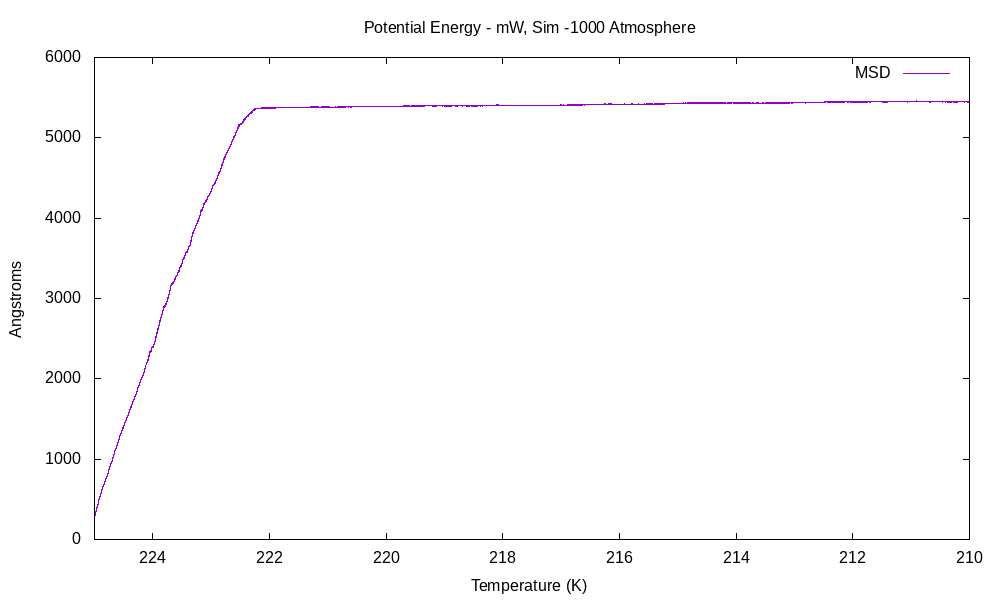 Potential Energy - mW, Sim -1000 Atmosphere
MSD
6000
5000
4000
3000
2000
1000
0
Angstroms
224 222 220 218 216 214 212 210
Temperature (K)